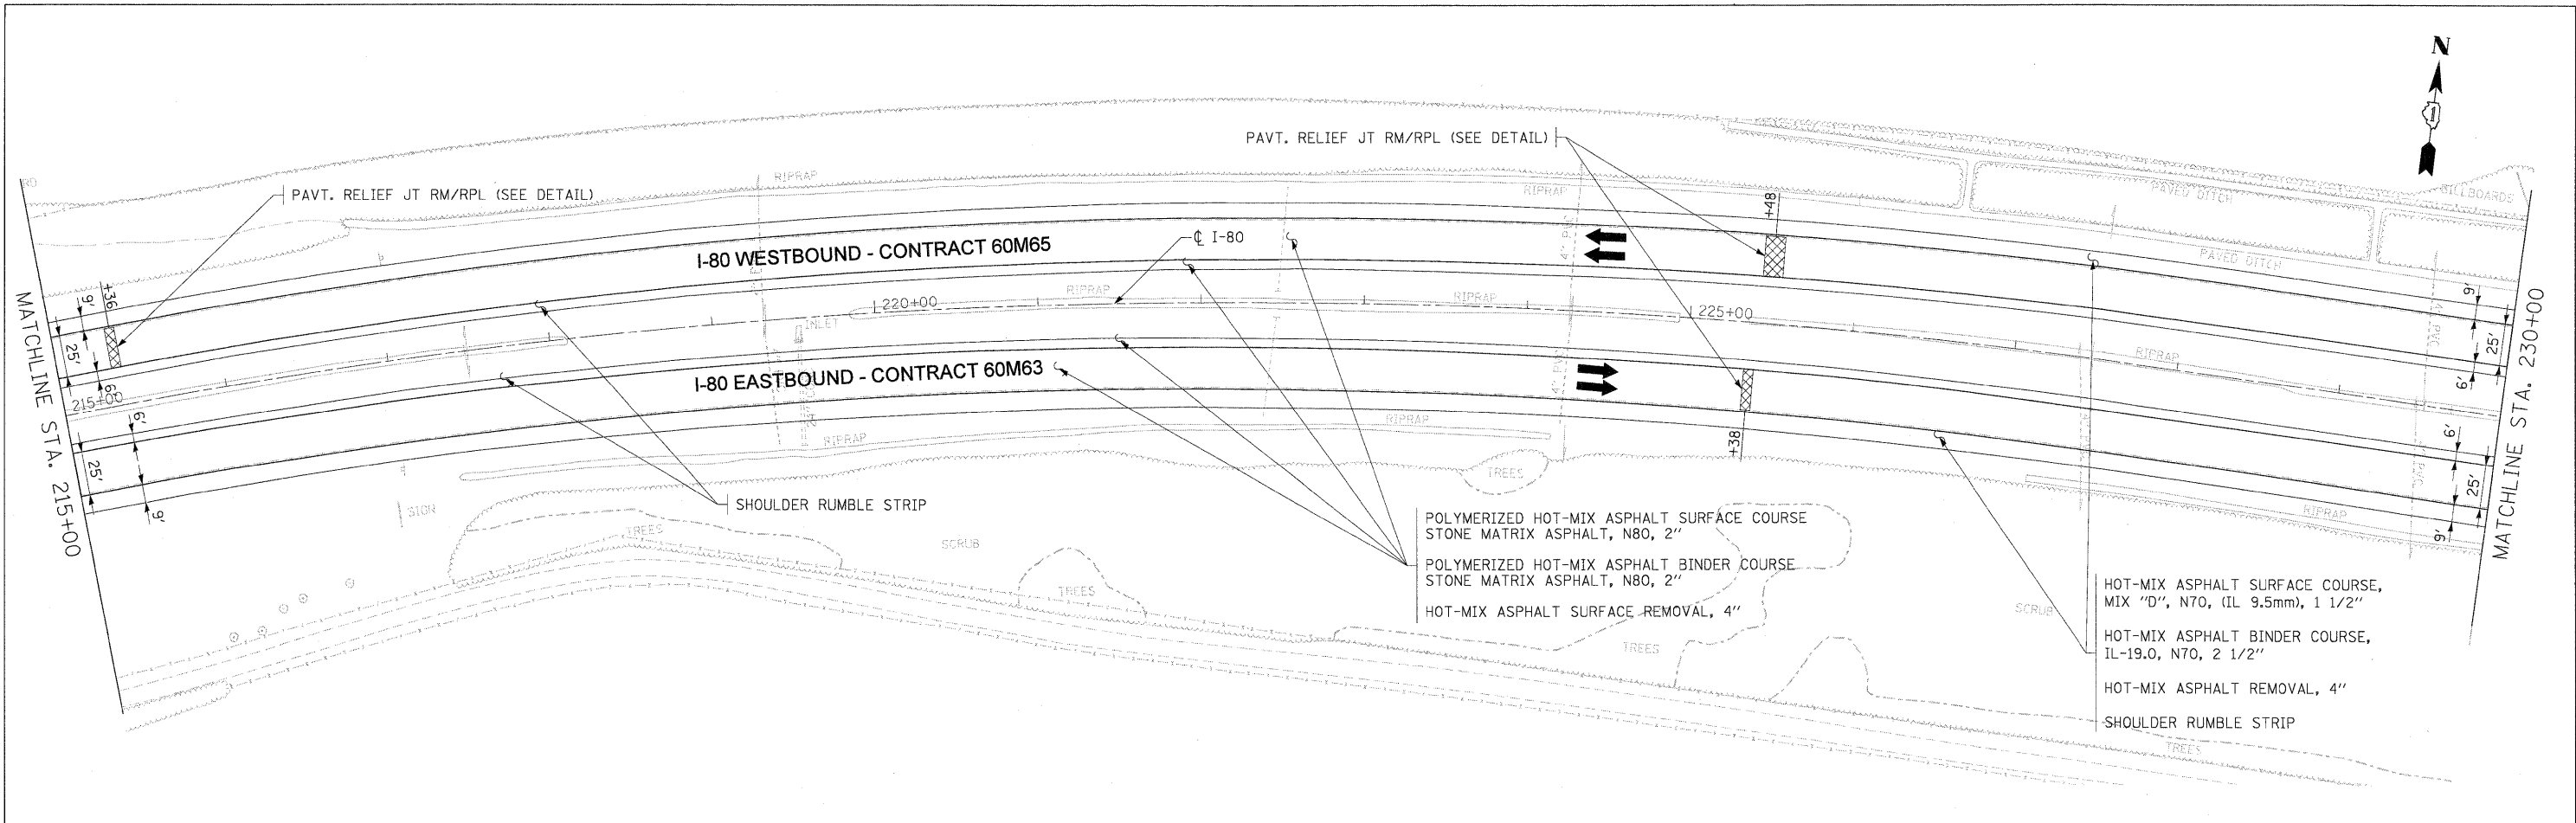 N
PAVT. RELIEF JT RM/RPL (SEE DETAIL)
RIPRAP
RIPRAP
PAVED DITCH
BILLBOARDS
PAVT. RELIEF JT RM/RPL (SEE DETAIL)
+48
I-80 WESTBOUND - CONTRACT 60M65
℄ I-80
PAVED DITCH
+36
9'
25'
6'
215+00
6'
25'
9'
MATCHLINE STA. 215+00
220+00
RIPRAP
RIPRAP
225+00
RIPRAP
INLET
I-80 EASTBOUND - CONTRACT 60M63
RIPRAP
RIPRAP
+38
9'
25'
6'
6'
25'
9'
MATCHLINE STA. 230+00
TREES
RIPRAP
SIGN
SHOULDER RUMBLE STRIP
TREES
SCRUB
TREES
POLYMERIZED HOT-MIX ASPHALT SURFACE COURSE
STONE MATRIX ASPHALT, N80, 2"
POLYMERIZED HOT-MIX ASPHALT BINDER COURSE
STONE MATRIX ASPHALT, N80, 2"
HOT-MIX ASPHALT SURFACE REMOVAL, 4"
SCRUB
TREES
HOT-MIX ASPHALT SURFACE COURSE,
MIX "D", N70, (IL 9.5mm), 1 1/2"
HOT-MIX ASPHALT BINDER COURSE,
IL-19.0, N70, 2 1/2"
HOT-MIX ASPHALT REMOVAL, 4"
SHOULDER RUMBLE STRIP
TREES